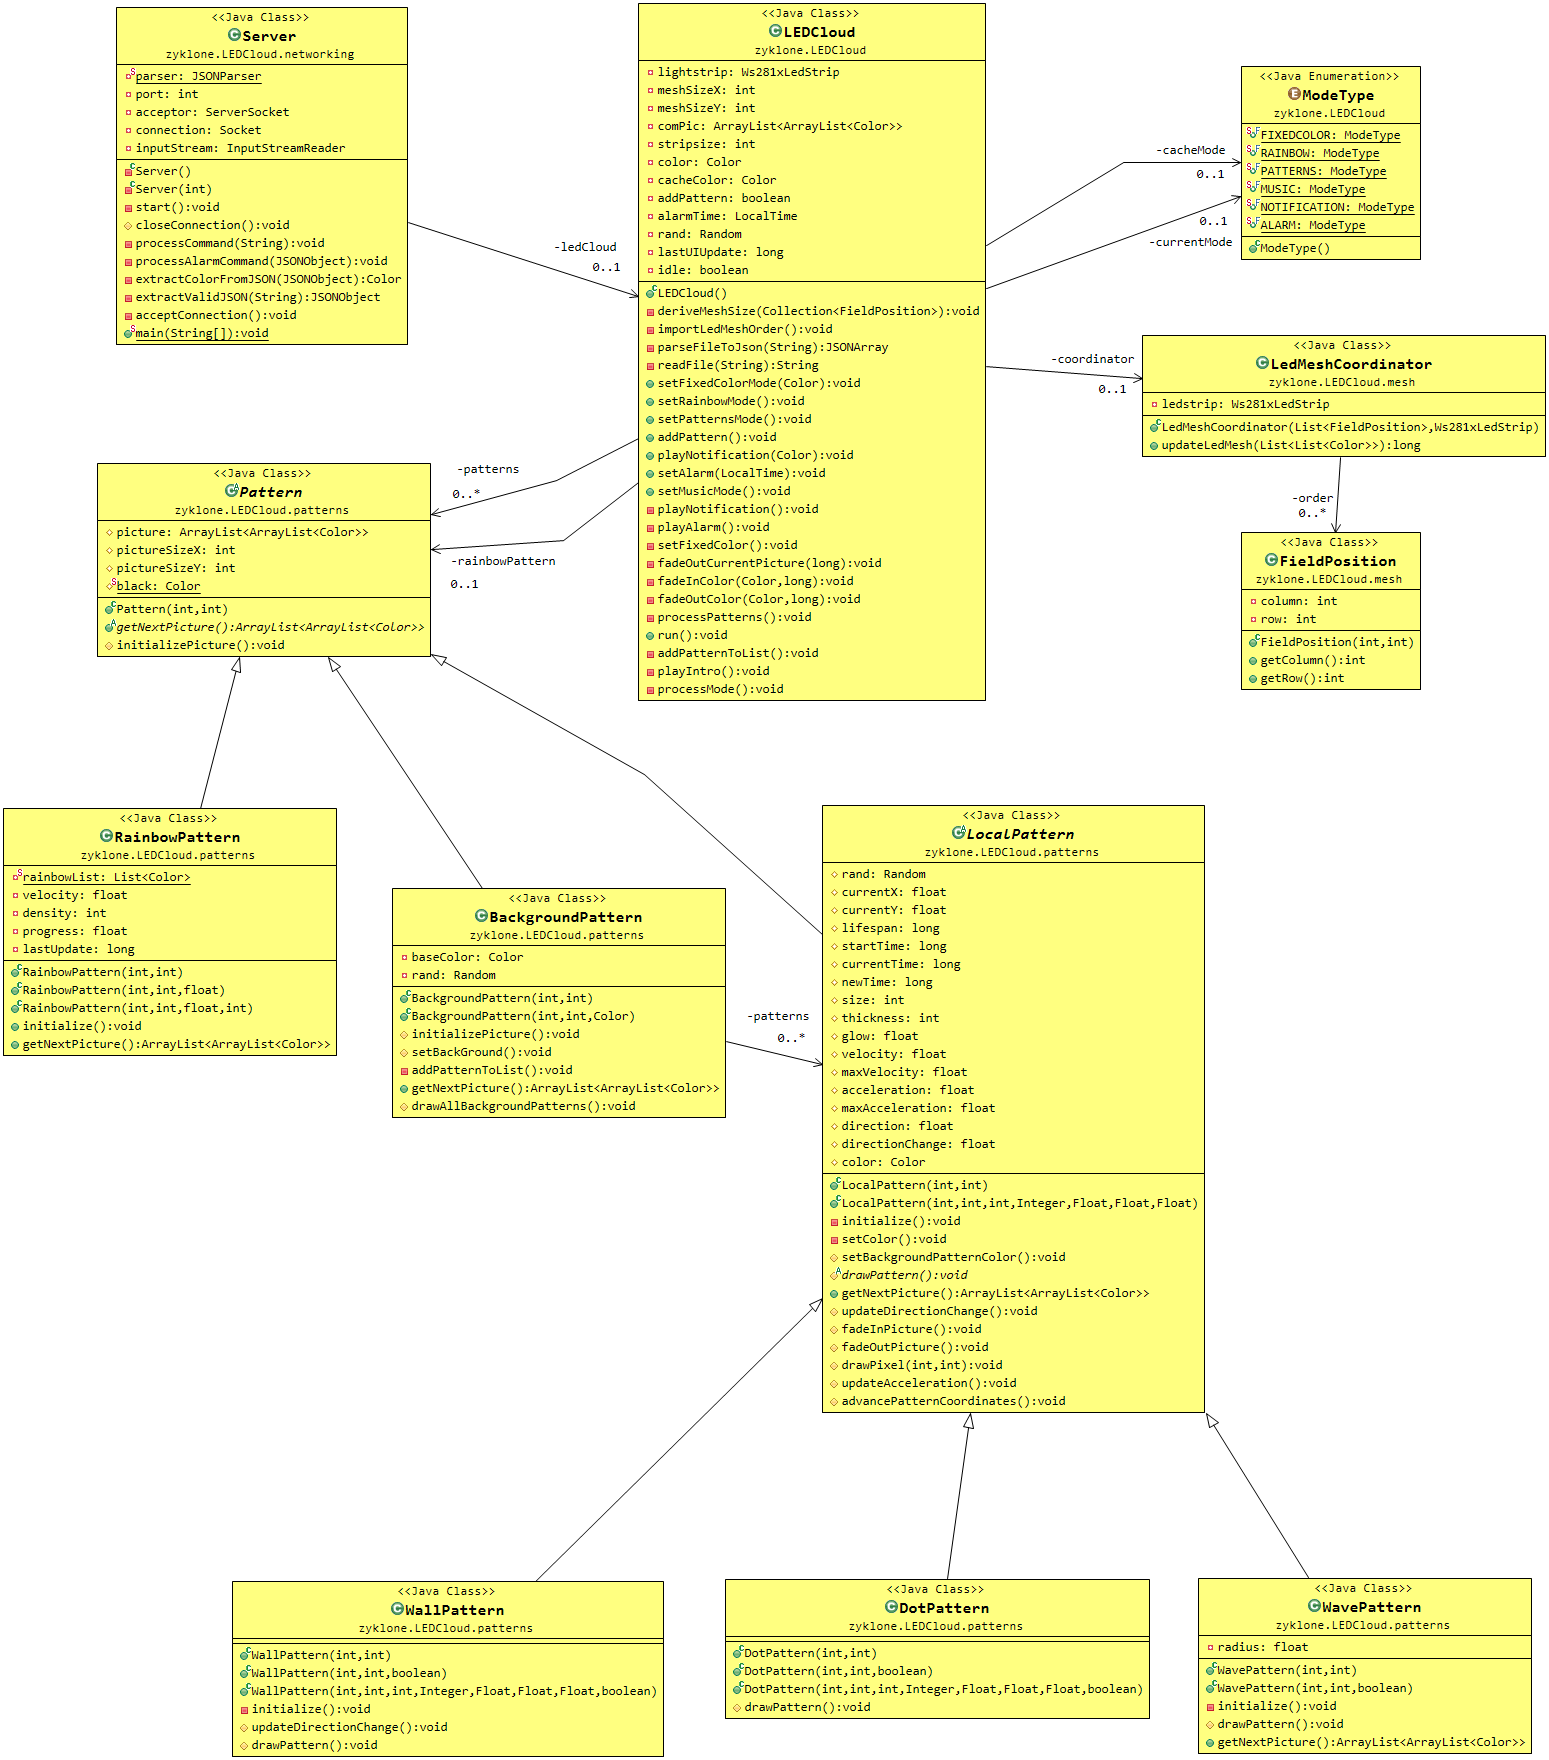 <<Java Class>>
Server
zyklone.LEDCloud.networking
parser: JSONParser
port: int
acceptor: ServerSocket
connection: Socket
inputStream: InputStreamReader
Server()
Server(int)
start():void
closeConnection():void
processCommand(String):void
processAlarmCommand(JSONObject):void
extractColorFromJSON(JSONObject):Color
extractValidJSON(String):JSONObject
acceptConnection():void
main(String[]):void
-ledCloud
0..1
<<Java Class>>
LEDCloud
zyklone.LEDCloud
lightstrip: Ws281xLedStrip
meshSizeX: int
meshSizeY: int
comPic: ArrayList<ArrayList<Color>>
stripsize: int
color: Color
cacheColor: Color
addPattern: boolean
alarmTime: LocalTime
rand: Random
lastUIUpdate: long
idle: boolean
LEDCloud()
deriveMeshSize(Collection<FieldPosition>):void
importLedMeshOrder():void
parseFileToJson(String):JSONArray
readFile(String):String
setFixedColorMode(Color):void
setRainbowMode():void
setPatternsMode():void
addPattern():void
playNotification(Color):void
setAlarm(LocalTime):void
setMusicMode():void
playNotification():void
playAlarm():void
setFixedColor():void
fadeOutCurrentPicture(long):void
fadeInColor(Color,long):void
fadeOutColor(Color,long):void
processPatterns():void
run():void
addPatternToList():void
playIntro():void
processMode():void
-cacheMode
0..1
0..1
-currentMode
<<Java Enumeration>>
ModeType
zyklone.LEDCloud
FIXEDCOLOR: ModeType
RAINBOW: ModeType
PATTERNS: ModeType
MUSIC: ModeType
NOTIFICATION: ModeType
ALARM: ModeType
ModeType()
-coordinator
0..1
<<Java Class>>
LedMeshCoordinator
zyklone.LEDCloud.mesh
ledstrip: Ws281xLedStrip
LedMeshCoordinator(List<FieldPosition>,Ws281xLedStrip)
updateLedMesh(List<List<Color>>):long
-order
0..*
<<Java Class>>
FieldPosition
zyklone.LEDCloud.mesh
column: int
row: int
FieldPosition(int,int)
getColumn():int
getRow():int
-patterns
0..*
-rainbowPattern
0..1
<<Java Class>>
Pattern
zyklone.LEDCloud.patterns
picture: ArrayList<ArrayList<Color>>
pictureSizeX: int
pictureSizeY: int
black: Color
Pattern(int,int)
getNextPicture():ArrayList<ArrayList<Color>>
initializePicture():void
<<Java Class>>
RainbowPattern
zyklone.LEDCloud.patterns
rainbowList: List<Color>
velocity: float
density: int
progress: float
lastUpdate: long
RainbowPattern(int,int)
RainbowPattern(int,int,float)
RainbowPattern(int,int,float,int)
initialize():void
getNextPicture():ArrayList<ArrayList<Color>>
<<Java Class>>
BackgroundPattern
zyklone.LEDCloud.patterns
baseColor: Color
rand: Random
BackgroundPattern(int,int)
BackgroundPattern(int,int,Color)
initializePicture():void
setBackGround():void
addPatternToList():void
getNextPicture():ArrayList<ArrayList<Color>>
drawAllBackgroundPatterns():void
-patterns
0..*
<<Java Class>>
LocalPattern
zyklone.LEDCloud.patterns
rand: Random
currentX: float
currentY: float
lifespan: long
startTime: long
currentTime: long
newTime: long
size: int
thickness: int
glow: float
velocity: float
maxVelocity: float
acceleration: float
maxAcceleration: float
direction: float
directionChange: float
color: Color
LocalPattern(int,int)
LocalPattern(int,int,int,Integer,Float,Float,Float)
initialize():void
setColor():void
setBackgroundPatternColor():void
drawPattern():void
getNextPicture():ArrayList<ArrayList<Color>>
updateDirectionChange():void
fadeInPicture():void
fadeOutPicture():void
drawPixel(int,int):void
updateAcceleration():void
advancePatternCoordinates():void
<<Java Class>>
WallPattern
zyklone.LEDCloud.patterns
WallPattern(int,int)
WallPattern(int,int,boolean)
WallPattern(int,int,int,Integer,Float,Float,Float,boolean)
initialize():void
updateDirectionChange():void
drawPattern():void
<<Java Class>>
DotPattern
zyklone.LEDCloud.patterns
DotPattern(int,int)
DotPattern(int,int,boolean)
DotPattern(int,int,int,Integer,Float,Float,Float,boolean)
drawPattern():void
<<Java Class>>
WavePattern
zyklone.LEDCloud.patterns
radius: float
WavePattern(int,int)
WavePattern(int,int,boolean)
initialize():void
drawPattern():void
getNextPicture():ArrayList<ArrayList<Color>>